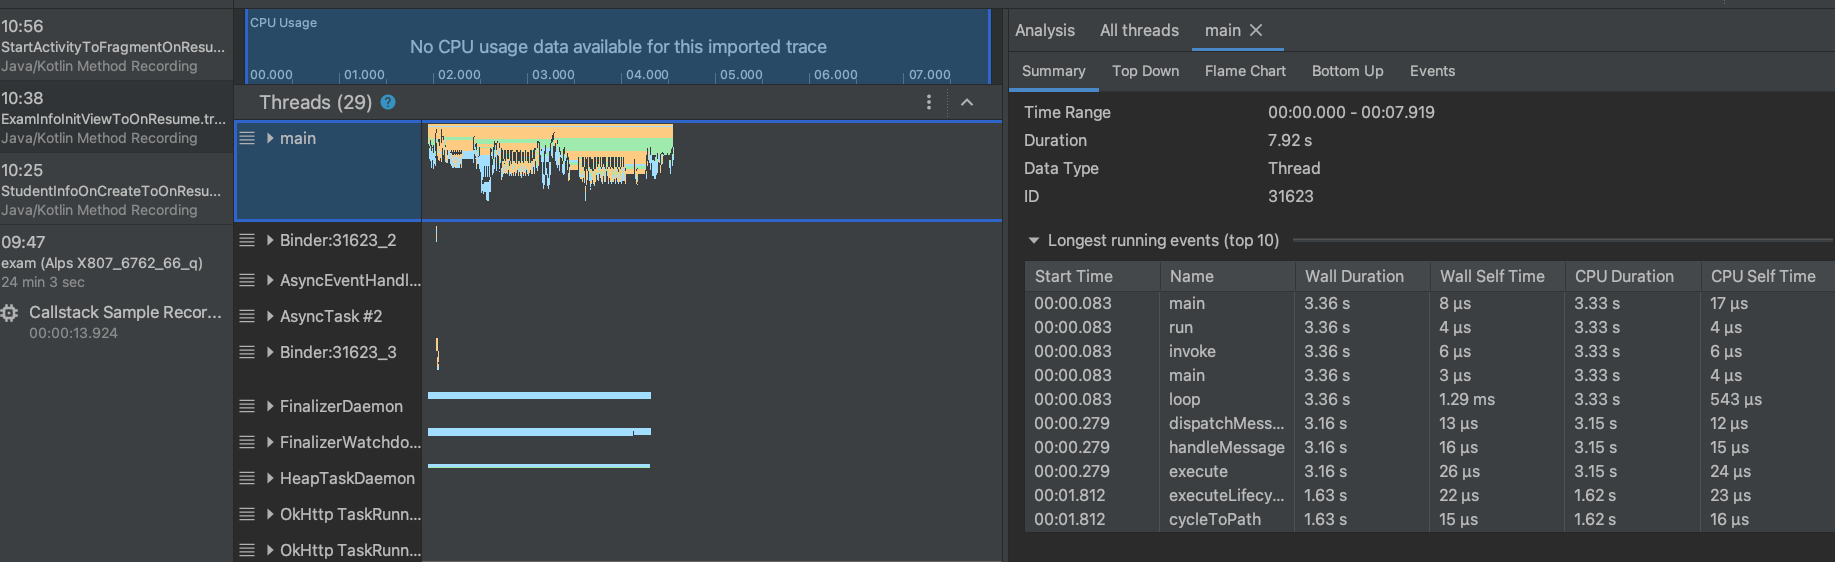 10:56
StartActivityToFragmentOnResu...
Java/Kotlin Method Recording
10:38
ExamInfoInitViewToOnResume.tr...
Java/Kotlin Method Recording
10:25
StudentInfoOnCreateToOnResu...
Java/Kotlin Method Recording
09:47
exam (Alps X807_6762_66_q)
24 min 3 sec
Callstack Sample Recor...
00:00:13.924
CPU Usage
No CPU usage data available for this imported trace
00.000 01.000 02.000 03.000 04.000 05.000 06.000 07.000
Threads (29) ?
main
Binder:31623_2
AsyncEventHandl...
AsyncTask #2
Binder:31623_3
FinalizerDaemon
FinalizerWatchdo...
HeapTaskDaemon
OkHttp TaskRunn...
OkHttp TaskRunn...
Analysis All threads main
Summary Top Down Flame Chart Bottom Up Events
Time Range 00:00.000 - 00:07.919
Duration 7.92 s
Data Type Thread
ID 31623
Longest running events (top 10)
Start Time Name Wall Duration Wall Self Time CPU Duration CPU Self Time
00:00.083 main 3.36 s 8 μs 3.33 s 17 μs
00:00.083 run 3.36 s 4 μs 3.33 s 4 μs
00:00.083 invoke 3.36 s 6 μs 3.33 s 6 μs
00:00.083 main 3.36 s 3 μs 3.33 s 4 μs
00:00.083 loop 3.36 s 1.29 ms 3.33 s 543 μs
00:00.279 dispatchMess... 3.16 s 13 μs 3.15 s 12 μs
00:00.279 handleMessage 3.16 s 16 μs 3.15 s 15 μs
00:00.279 execute 3.16 s 26 μs 3.15 s 24 μs
00:01.812 executeLifecy... 1.63 s 22 μs 1.62 s 23 μs
00:01.812 cycleToPath 1.63 s 15 μs 1.62 s 16 μs